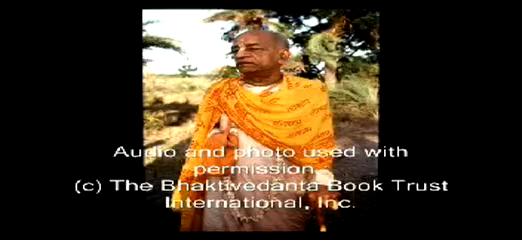 Audio and photo used with
permission.
(c) The Bhaktivedanta Book Trust
International, Inc.